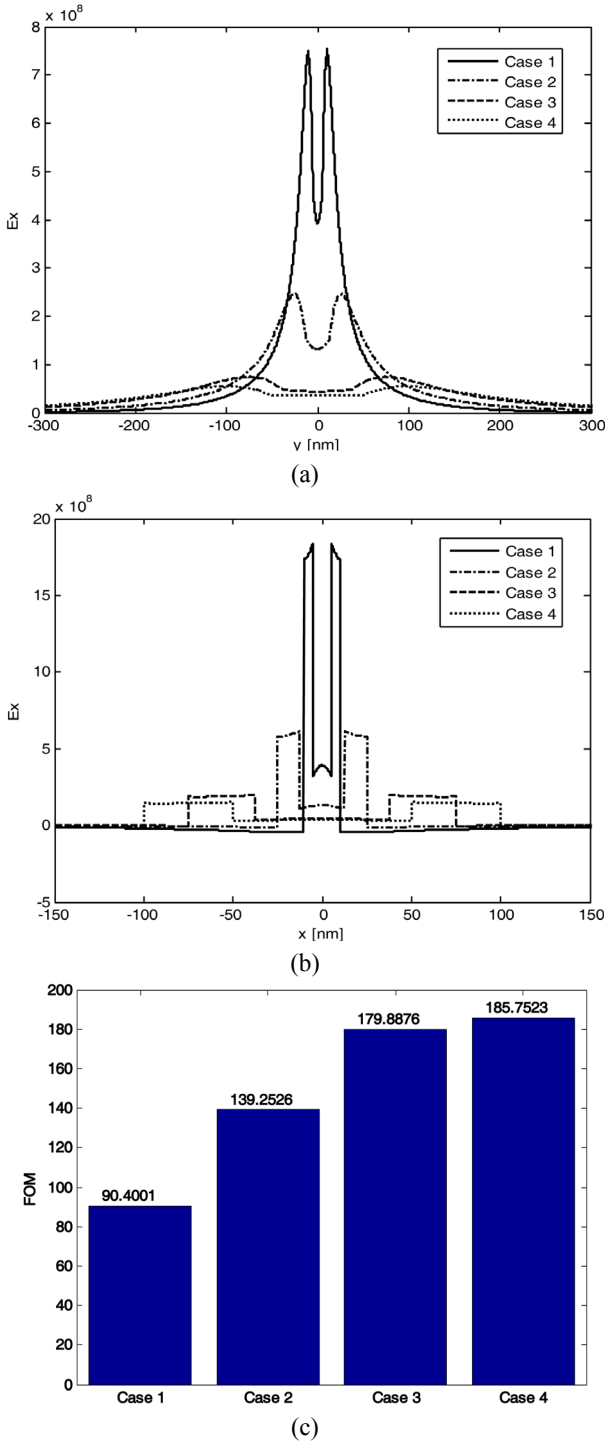 x 10^8
8
7
6
5
4
3
2
1
0
Ex
Case 1
Case 2
Case 3
Case 4
-300
-200
-100
0
100
200
300
y [nm]
(a)
x 10^8
20
15
10
5
0
-5
Ex
Case 1
Case 2
Case 3
Case 4
-150
-100
-50
0
50
100
150
x [nm]
(b)
200
180
160
140
120
100
80
60
40
20
0
FOM
90.4001
139.2526
179.8876
185.7523
Case 1
Case 2
Case 3
Case 4
(c)